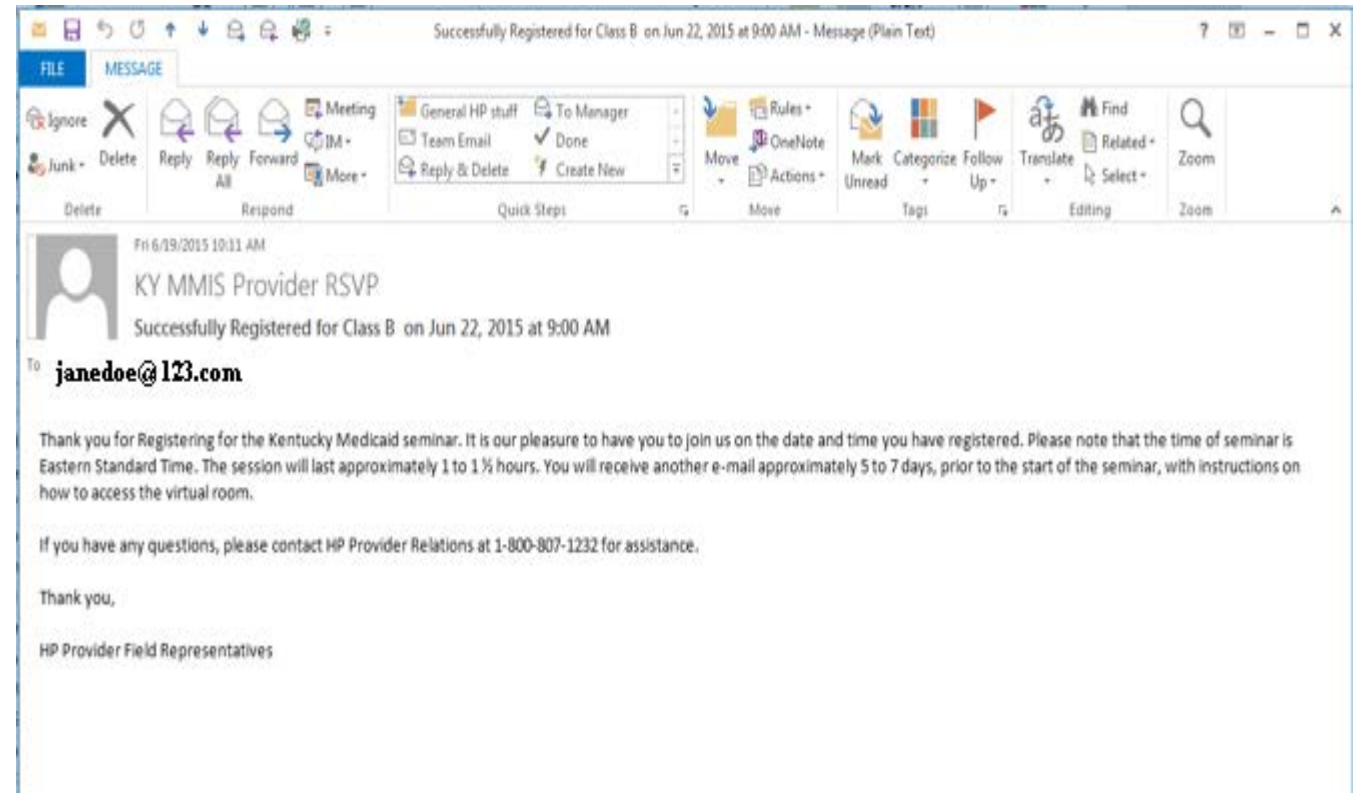 Successfully Registered for Class B on Jun 22, 2015 at 9:00 AM - Message (Plain Text)
FILE MESSAGE
Ignore
Junk
Delete
Reply
Reply All
Forward
Meeting
IM
More
General HP stuff
Team Email
Reply & Delete
To Manager
Done
Create New
Move
Rules
OneNote
Actions
Mark Unread
Categorize
Follow Up
Translate
Find
Related
Select
Zoom
Delete Respond Quick Steps Move Tags Editing Zoom
Fri 6/19/2015 10:11 AM
KY MMIS Provider RSVP
Successfully Registered for Class B on Jun 22, 2015 at 9:00 AM
To janedoe@123.com
Thank you for Registering for the Kentucky Medicaid seminar. It is our pleasure to have you to join us on the date and time you have registered. Please note that the time of seminar is
Eastern Standard Time. The session will last approximately 1 to 1 ½ hours. You will receive another e-mail approximately 5 to 7 days, prior to the start of the seminar, with instructions on
how to access the virtual room.
If you have any questions, please contact HP Provider Relations at 1-800-807-1232 for assistance.
Thank you,
HP Provider Field Representatives